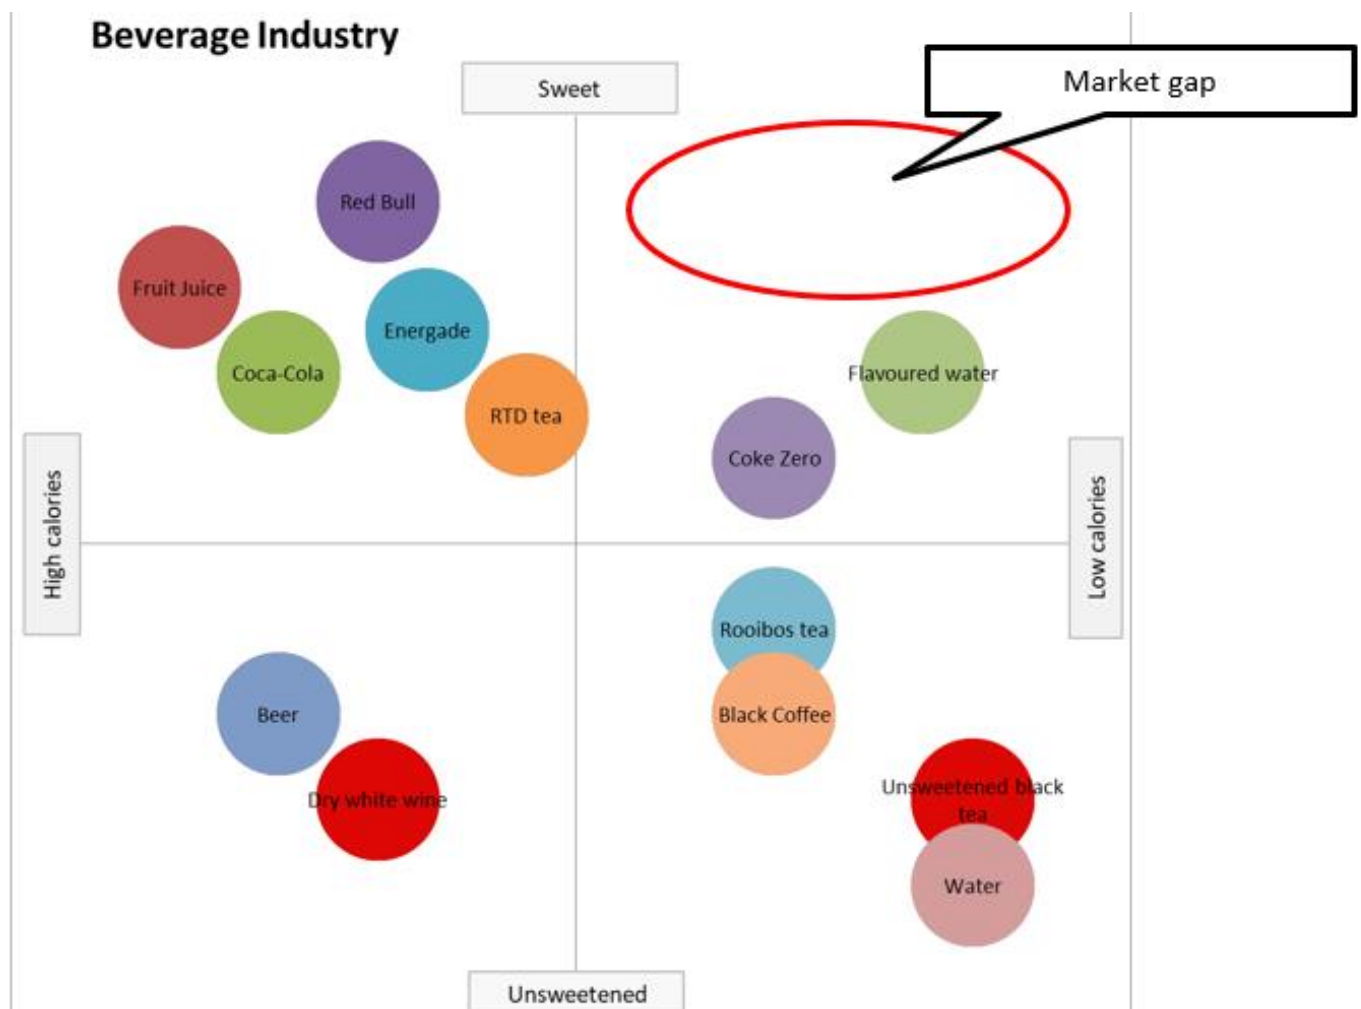 Beverage Industry
Market gap
Sweet
Red Bull
Fruit Juice
Energade
Coca-Cola
Flavoured water
RTD tea
Coke Zero
High calories
Low calories
Rooibos tea
Beer
Black Coffee
Dry white wine
Unsweetened black
tea
Water
Unsweetened